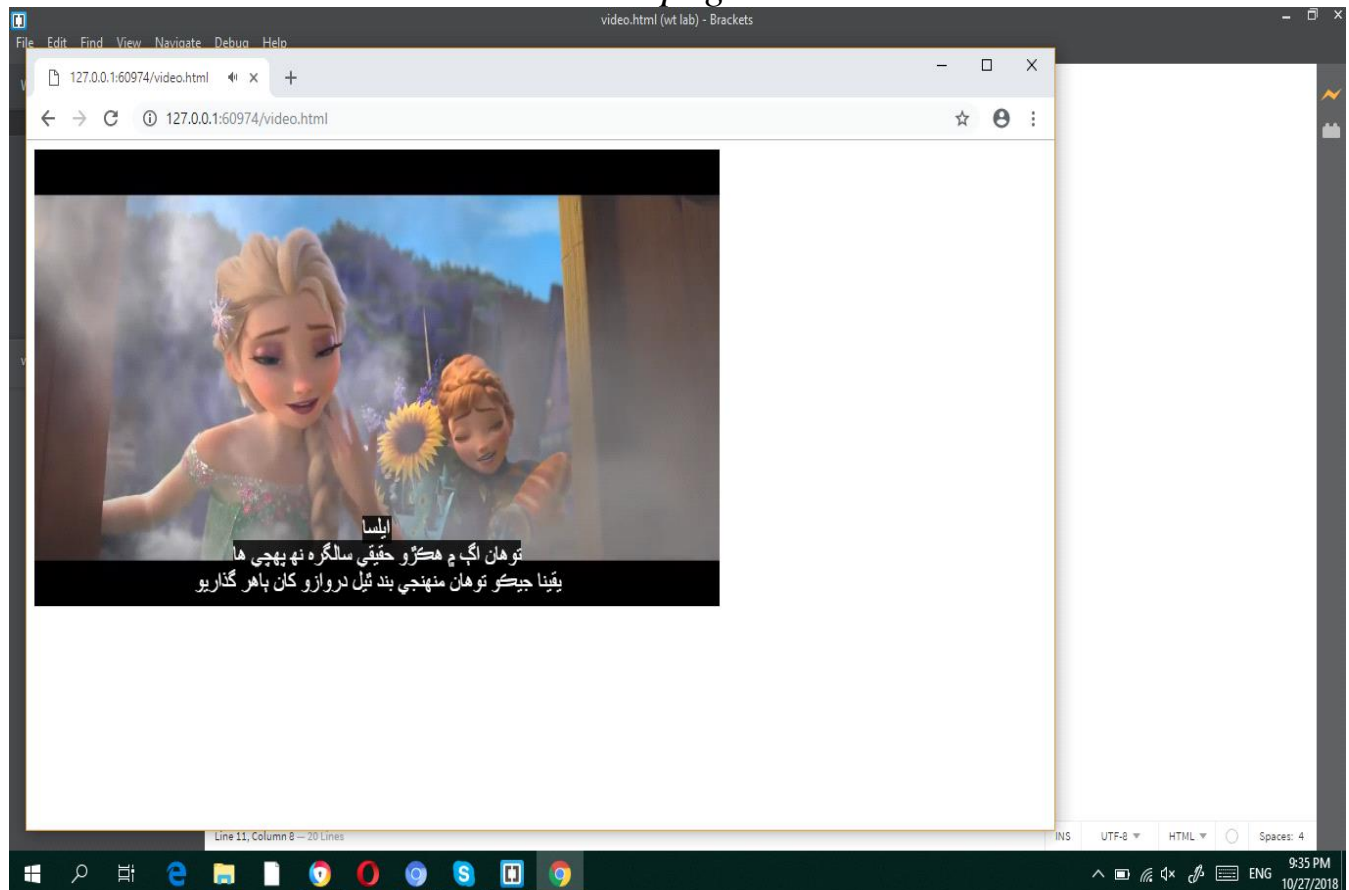 video.html (wt lab) - Brackets
File Edit Find View Navigate Debug Help
127.0.0.1:60974/video.html
127.0.0.1:60974/video.html
ايلسا
توهان اڳ ۾ هڪڙو حقيقي سالگره نه پهچي ها
يقينا جيڪو توهان منهنجي بند ٿيل دروازو کان ٻاهر گذاريو
Line 11, Column 8 — 20 Lines
INS UTF-8 HTML Spaces: 4
ENG 9:35 PM
10/27/2018